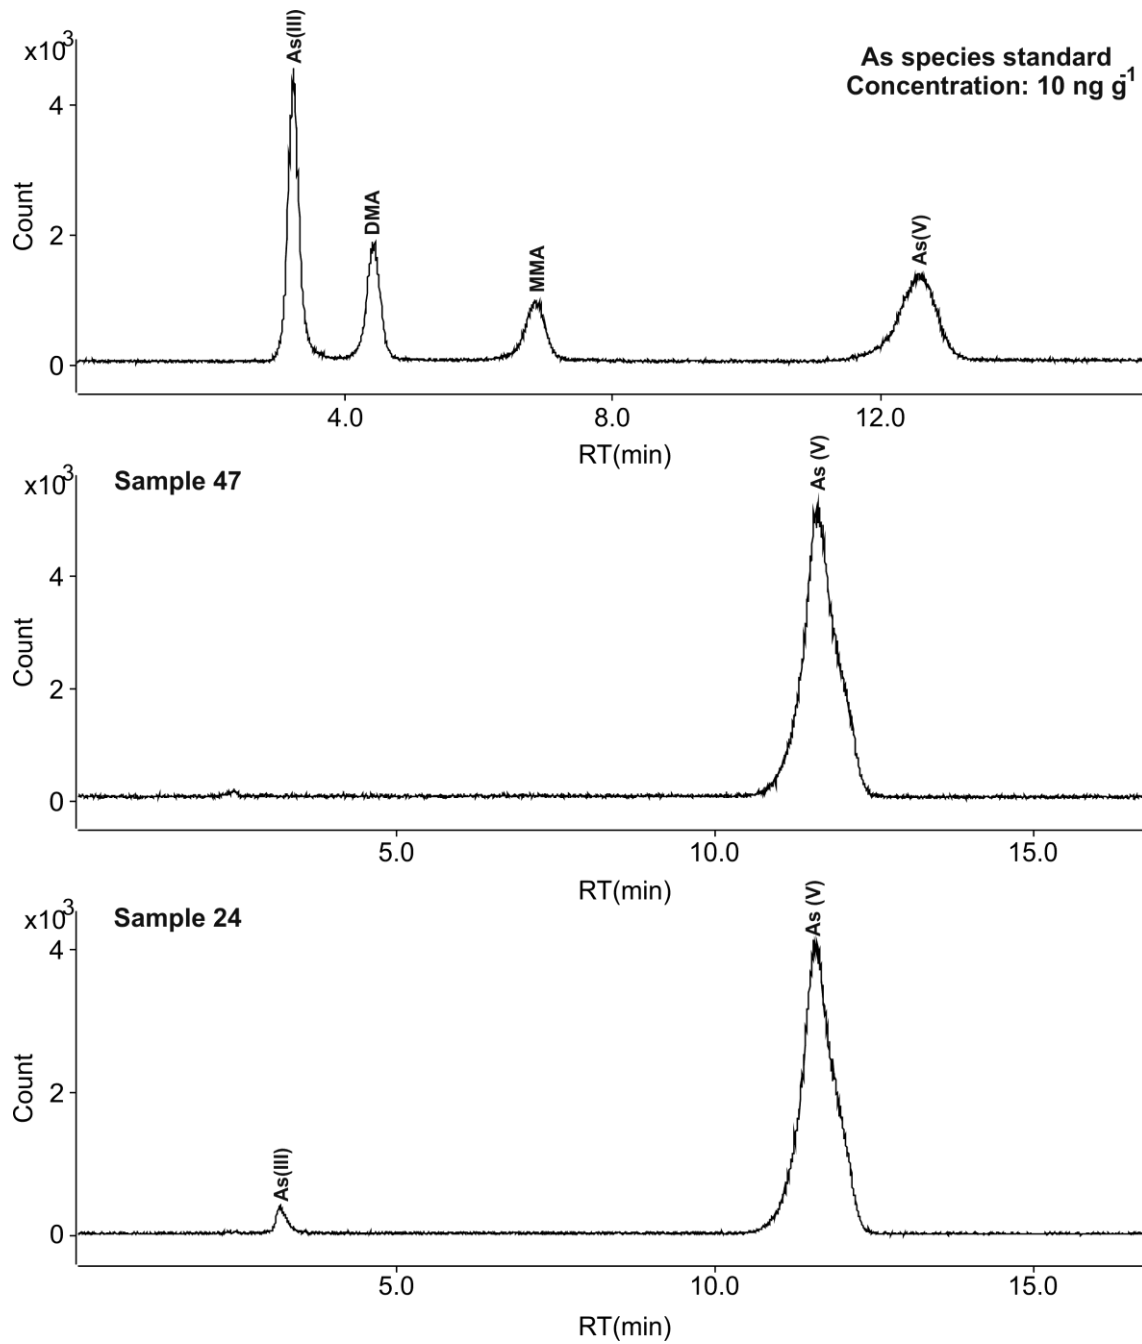 x10³
As(III)
As species standard
Concentration: 10 ng g⁻¹
4
DMA
Count
2
MMA
As(V)
0
4.0 8.0 12.0
RT(min)
x10³
Sample 47
As (V)
4
Count
2
0
5.0 10.0 15.0
RT(min)
x10³
Sample 24
As (V)
4
Count
2
As(III)
0
5.0 10.0 15.0
RT(min)